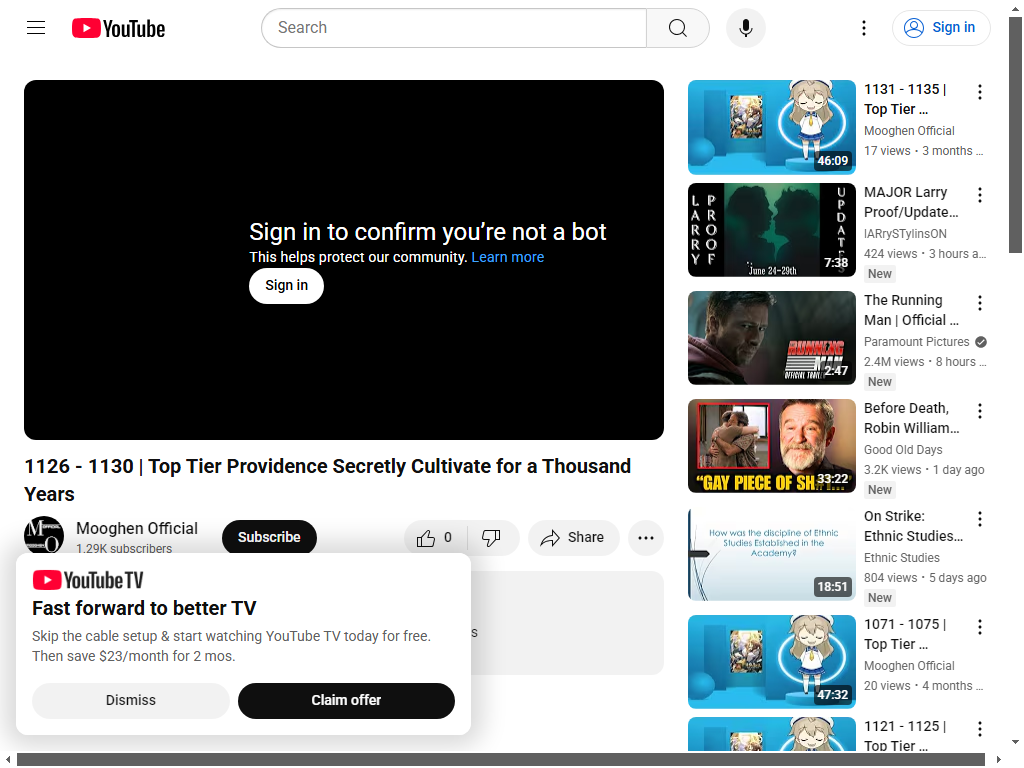 YouTube
Search
Sign in
Sign in to confirm you're not a bot
This helps protect our community. Learn more
Sign in
1126 - 1130 | Top Tier Providence Secretly Cultivate for a Thousand
Years
Mooghen Official
1.29K subscribers
Subscribe
0
Share
YouTube TV
Fast forward to better TV
Skip the cable setup & start watching YouTube TV today for free.
Then save $23/month for 2 mos.
Dismiss
Claim offer
s
1131 - 1135 |
Top Tier ...
Mooghen Official
17 views • 3 months ...
46:09
LARRY
PROOF
UPDATES
June 24-29th
7:38
MAJOR Larry
Proof/Update...
lARrySTylinsON
424 views • 3 hours a...
New
RUNNING
MAN
OFFICIAL TRAILER
2:47
The Running
Man | Official ...
Paramount Pictures
2.4M views • 8 hours ...
New
"GAY PIECE OF SH
33:22
Before Death,
Robin William...
Good Old Days
3.2K views • 1 day ago
New
How was the discipline of Ethnic
Studies Established in the
Academy?
18:51
On Strike:
Ethnic Studies...
Ethnic Studies
804 views • 5 days ago
New
47:32
1071 - 1075 |
Top Tier ...
Mooghen Official
20 views • 4 months ...
1121 - 1125 |
Top Tier ...